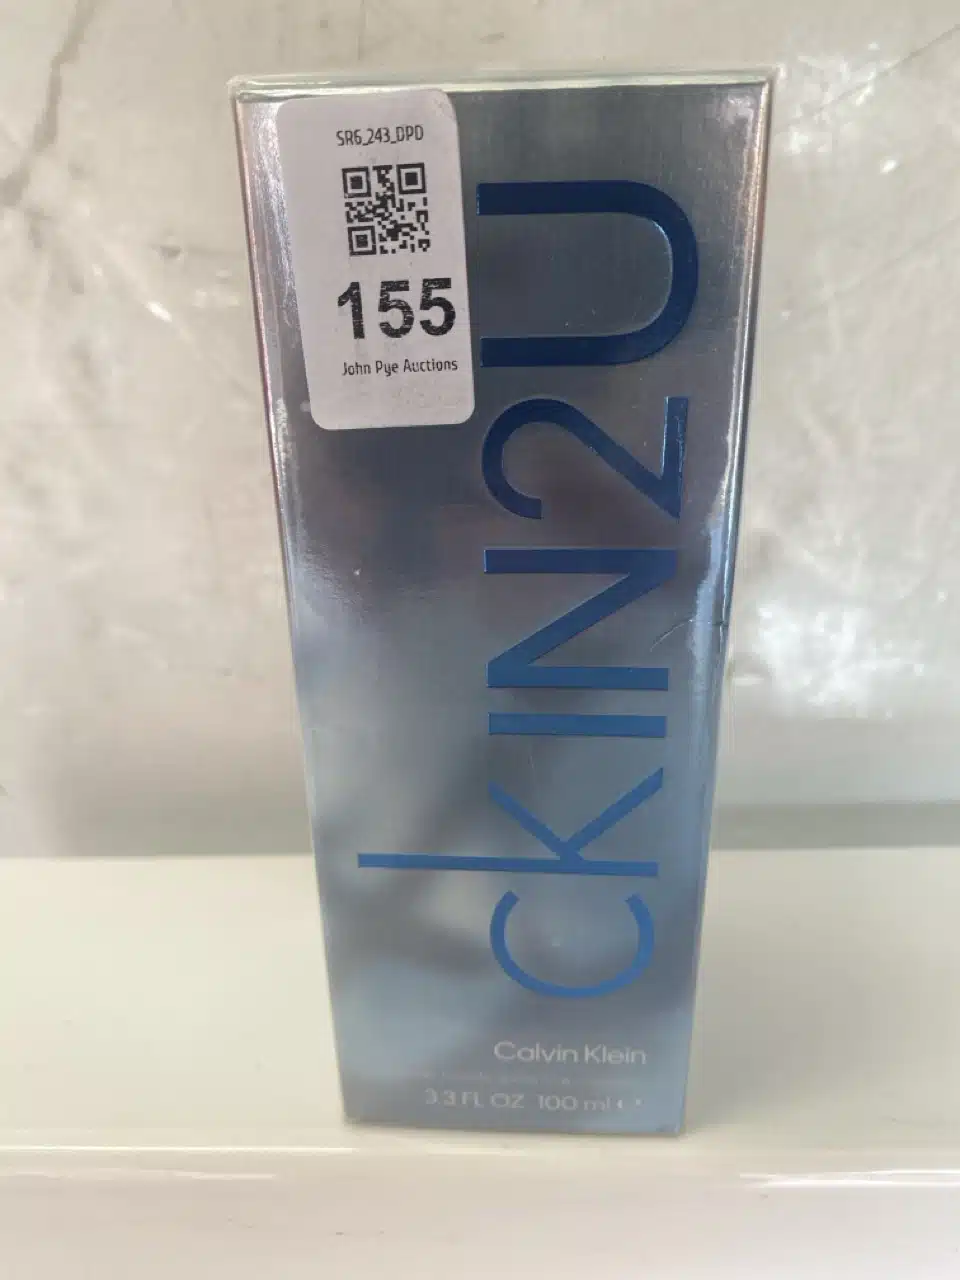 SR6_243_DPD
155
John Pye Auctions
ckIN2U
Calvin Klein
3.3 FL OZ 100 ml